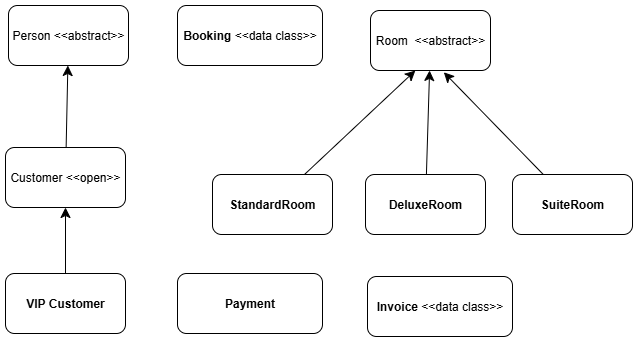 Person <<abstract>>
Booking <<data class>>
Room <<abstract>>
Customer <<open>>
StandardRoom
DeluxeRoom
SuiteRoom
VIP Customer
Payment
Invoice <<data class>>